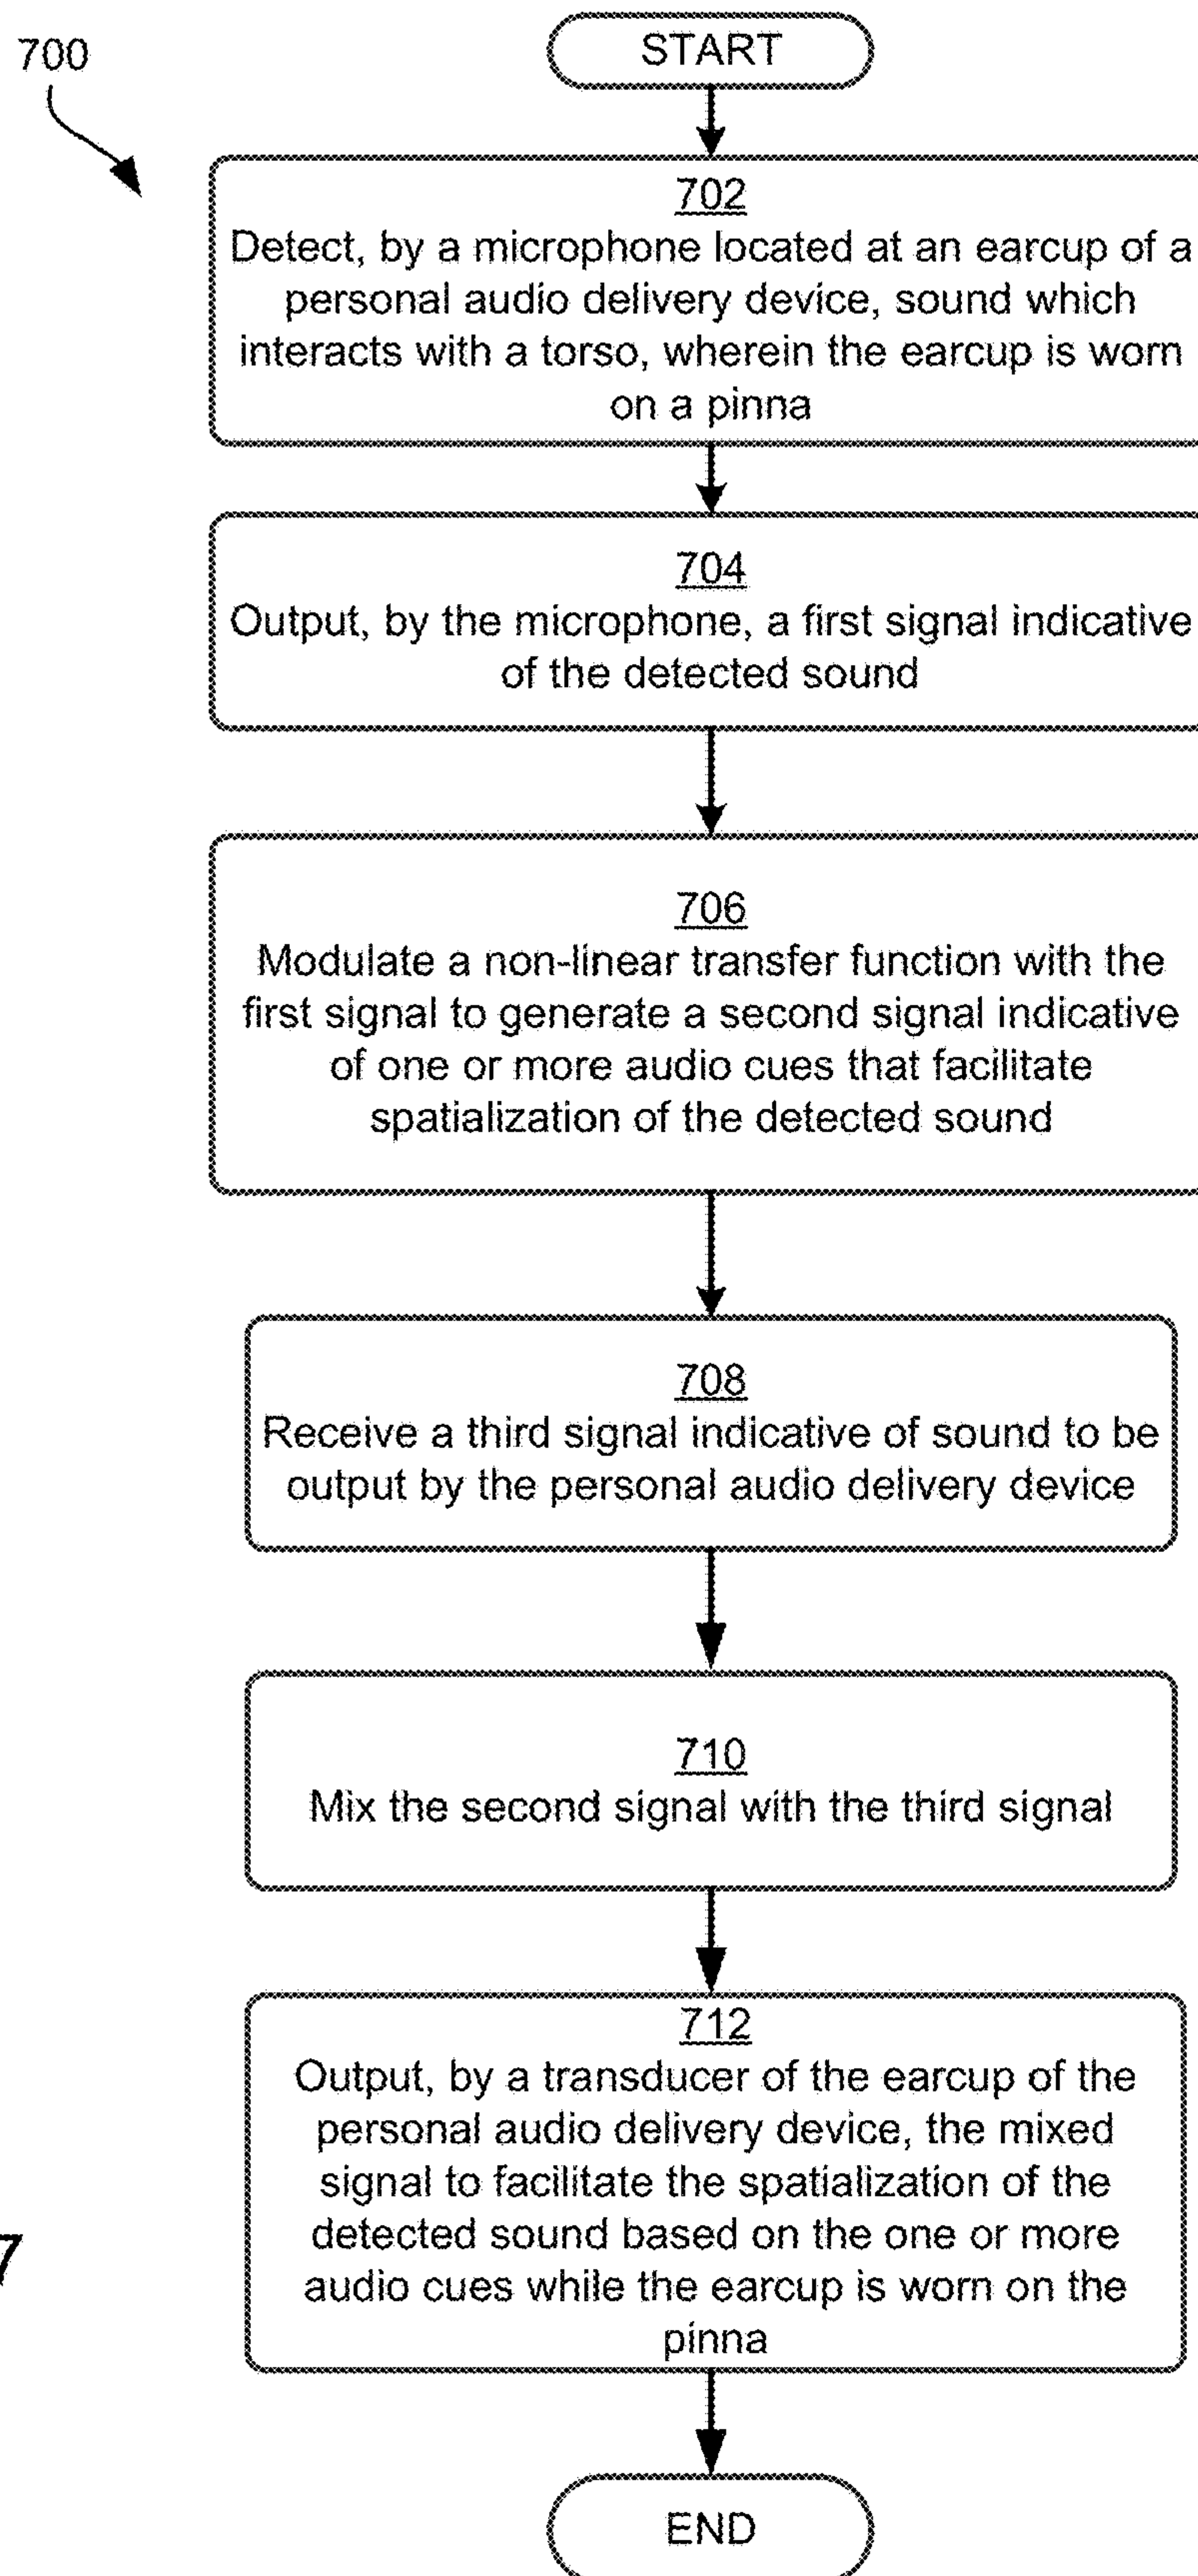 700
START
702
Detect, by a microphone located at an earcup of a
personal audio delivery device, sound which
interacts with a torso, wherein the earcup is worn
on a pinna
704
Output, by the microphone, a first signal indicative
of the detected sound
706
Modulate a non-linear transfer function with the
first signal to generate a second signal indicative
of one or more audio cues that facilitate
spatialization of the detected sound
708
Receive a third signal indicative of sound to be
output by the personal audio delivery device
710
Mix the second signal with the third signal
712
Output, by a transducer of the earcup of the
personal audio delivery device, the mixed
signal to facilitate the spatialization of the
detected sound based on the one or more
audio cues while the earcup is worn on the
pinna
7
END